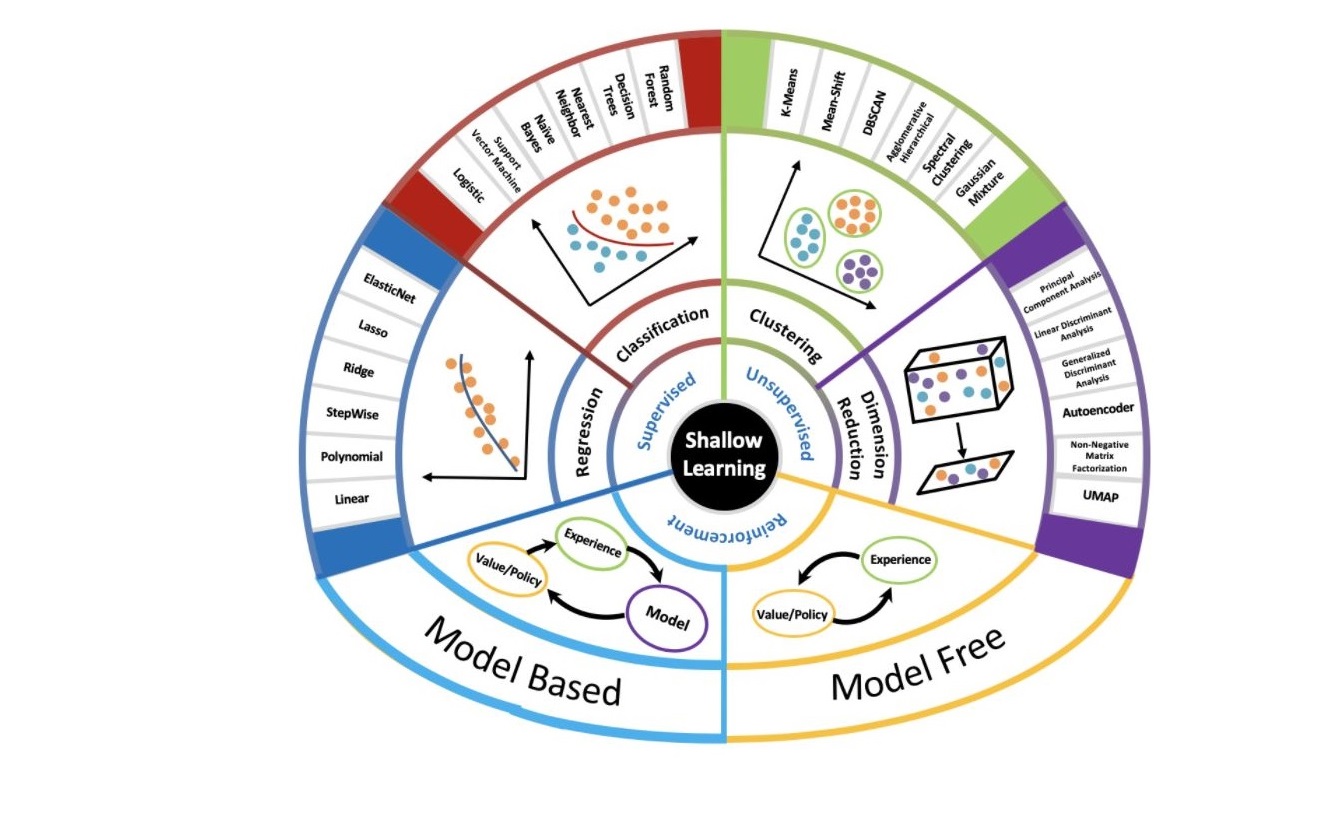 Shallow
Learning
Supervised
Unsupervised
Reinforcement
Regression
Classification
Clustering
Dimension
Reduction
Linear
Polynomial
StepWise
Ridge
Lasso
ElasticNet
Logistic
Support
Vector Machine
Naïve
Bayes
Nearest
Neighbor
Decision
Trees
Random
Forest
K-Means
Mean-Shift
DBSCAN
Agglomerative
Hierarchical
Spectral
Clustering
Gaussian
Mixture
Principal
Component Analysis
Linear Discriminant
Analysis
Generalized
Discriminant
Analysis
Autoencoder
Non-Negative
Matrix
Factorization
UMAP
Value/Policy
Experience
Model
Model Based
Experience
Value/Policy
Model Free